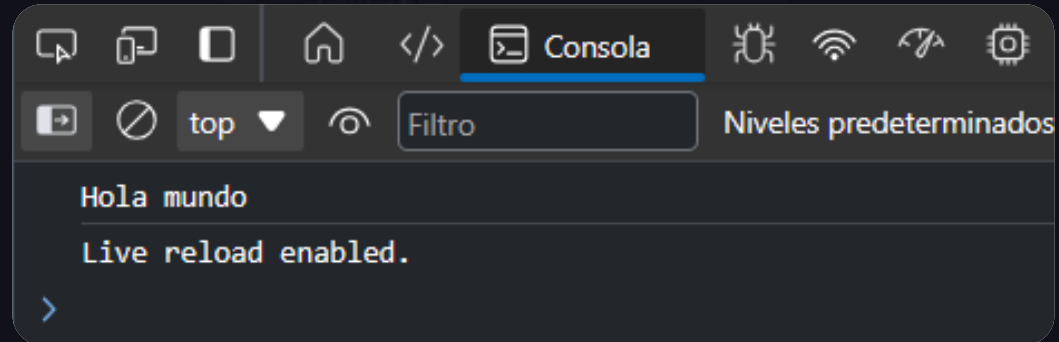 Consola
top Filtro Niveles predeterminados
Hola mundo
Live reload enabled.